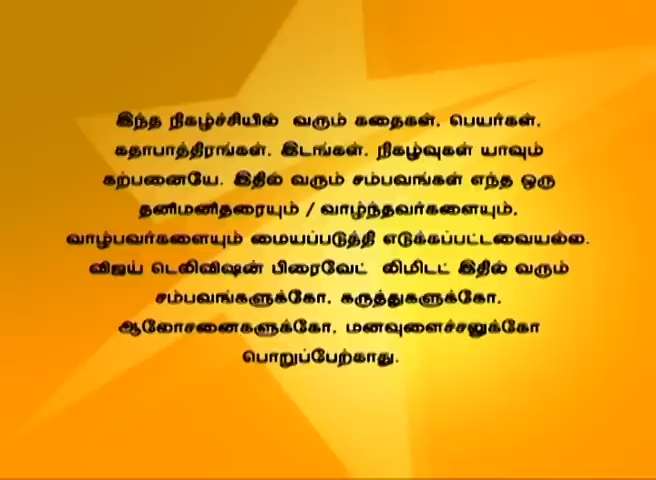 இந்த நிகழ்ச்சியில் வரும் கதைகள், பெயர்கள்,
கதாபாத்திரங்கள், இடங்கள், நிகழ்வுகள் யாவும்
கற்பனையே. இதில் வரும் சம்பவங்கள் எந்த ஒரு
தனிமனிதரையும் / வாழ்ந்தவர்களையும்,
வாழ்பவர்களையும் மையப்படுத்தி எடுக்கப்பட்டவையல்ல.
விஜய் டெலிவிஷன் பிரைவேட் லிமிடட் இதில் வரும்
சம்பவங்களுக்கோ, கருத்துகளுக்கோ,
ஆலோசனைகளுக்கோ, மனவுளைச்சலுக்கோ
பொறுப்பேற்காது.